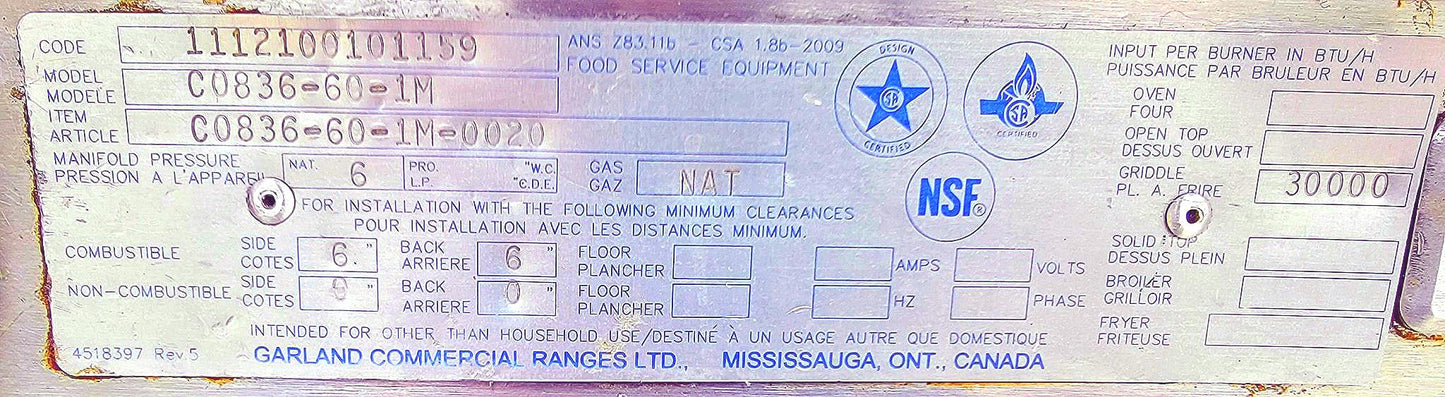 CODE 1112100101159
ANS Z83.11b - CSA 1.8b-2009
FOOD SERVICE EQUIPMENT
MODEL
MODELE
C0836-60-1M
ITEM
ARTICLE
C0836-60-1M-0020
MANIFOLD PRESSURE
PRESSION A L'APPAREIL
NAT. 6
PRO.
L.P.
"W.C.
"C.D.E.
GAS
GAZ
NAT
FOR INSTALLATION WITH THE FOLLOWING MINIMUM CLEARANCES
POUR INSTALLATION AVEC LES DISTANCES MINIMUM.
COMBUSTIBLE
SIDE
COTES
6"
BACK
ARRIERE
6"
FLOOR
PLANCHER
AMPS
VOLTS
NON-COMBUSTIBLE
SIDE
COTES
0"
BACK
ARRIERE
0"
FLOOR
PLANCHER
HZ
PHASE
INTENDED FOR OTHER THAN HOUSEHOLD USE/DESTINÉ À UN USAGE AUTRE QUE DOMESTIQUE
4518397 Rev.5
GARLAND COMMERCIAL RANGES LTD., MISSISSAUGA, ONT., CANADA
DESIGN
CERTIFIED
CERTIFIED
NSF®
INPUT PER BURNER IN BTU/H
PUISSANCE PAR BRULEUR EN BTU/H
OVEN
FOUR
OPEN TOP
DESSUS OUVERT
GRIDDLE
PL. A. FRIRE
30000
SOLID TOP
DESSUS PLEIN
BROILER
GRILLOIR
FRYER
FRITEUSE